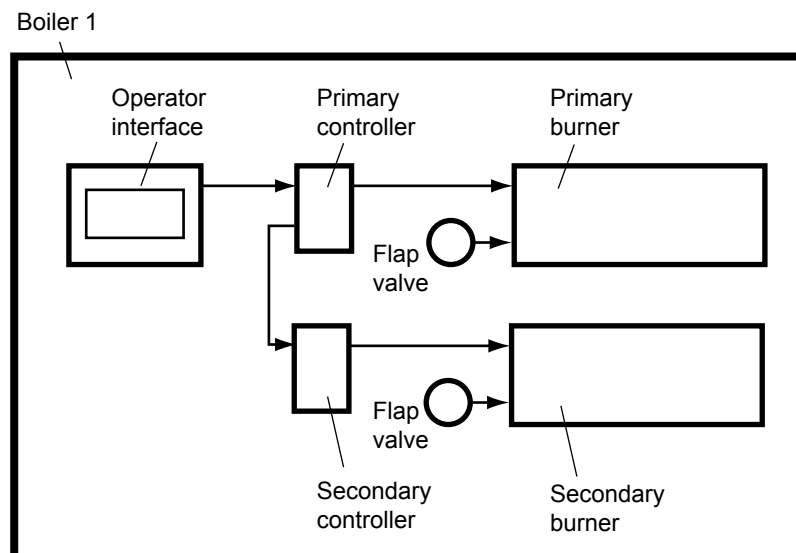 Boiler 1
Operator
interface
Primary
controller
Primary
burner
Flap
valve
Flap
valve
Secondary
controller
Secondary
burner